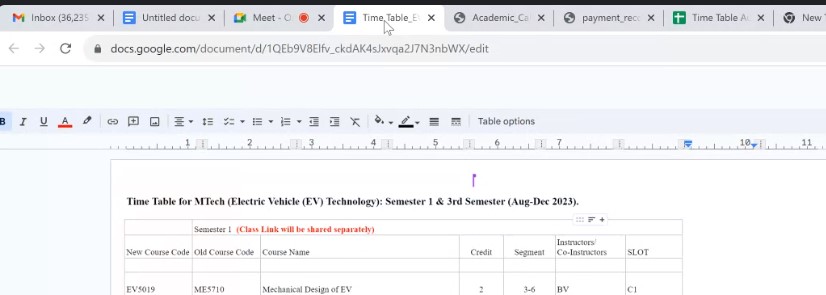 Inbox (36,235
Untitled docu
Meet - 
Time_Table_E
Academic_Ca
payment_rec
Time Table A
New T
docs.google.com/document/d/1QEb9V8Elfv_ckdAK4sJxvqa2J7N3nbWX/edit
B I U A Table options
1 2 3 4 5 6 7 10 11
Time Table for MTech (Electric Vehicle (EV) Technology): Semester 1 & 3rd Semester (Aug-Dec 2023).
Semester 1 (Class Link will be shared separately)
New Course Code Old Course Code Course Name Credit Segment Instructors/ Co-Instructors SLOT
EV5019 ME5710 Mechanical Design of EV 2 3-6 BV C1